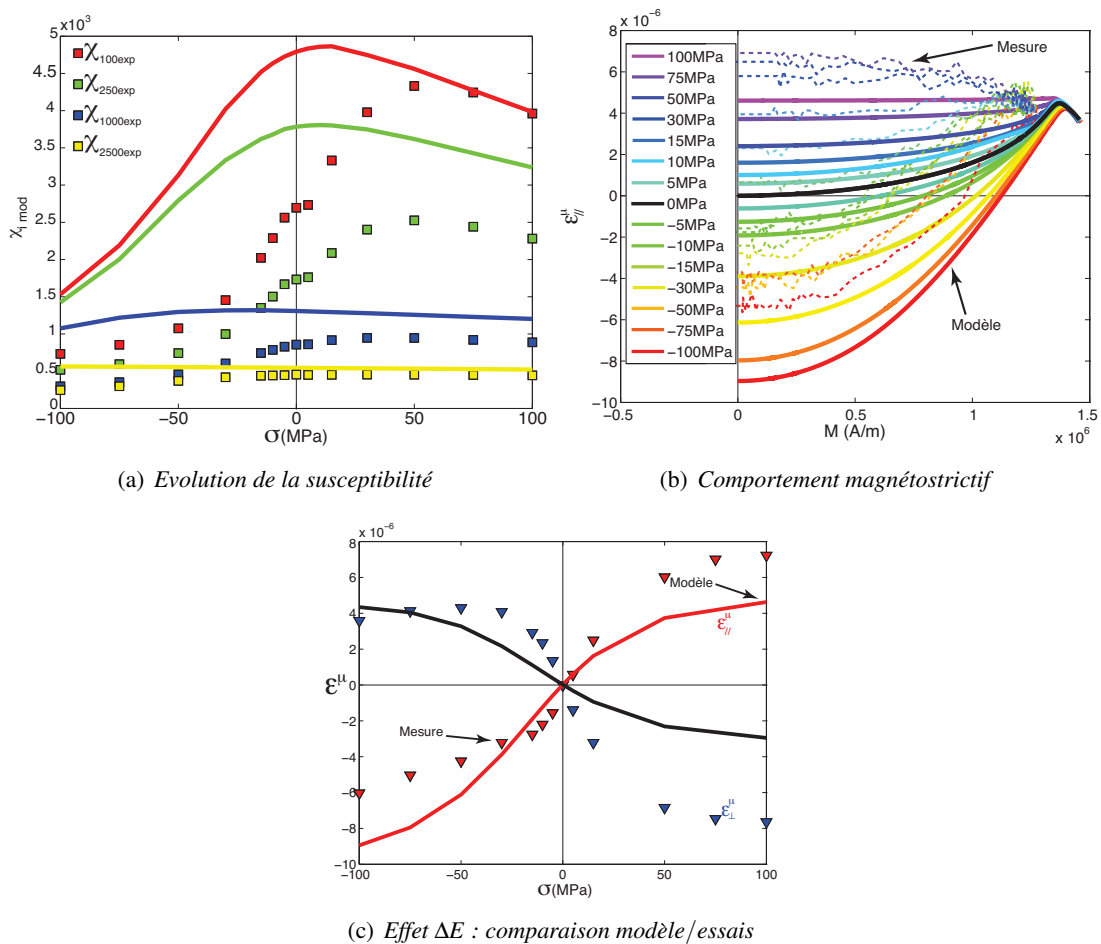 ×10³
5
4.5
4
3.5
3
2.5
2
1.5
1
0.5
0
χi mod
χ100exp
χ250exp
χ1000exp
χ2500exp
−100
−50
0
50
100
σ(MPa)
(a) Evolution de la susceptibilité
x 10⁻⁶
8
6
4
2
0
−2
−4
−6
−8
−10
ε//μ
100MPa
75MPa
50MPa
30MPa
15MPa
10MPa
5MPa
0MPa
−5MPa
−10MPa
−15MPa
−30MPa
−50MPa
−75MPa
−100MPa
Mesure
Modèle
−0.5
0
0.5
1
1.5
M (A/m)
x 10⁶
(b) Comportement magnétostrictif
x 10⁻⁶
8
6
4
2
0
−2
−4
−6
−8
−10
εμ
Modèle
ε//μ
Mesure
ε⊥μ
−100
−50
0
50
100
σ(MPa)
(c) Effet ΔE : comparaison modèle/essais